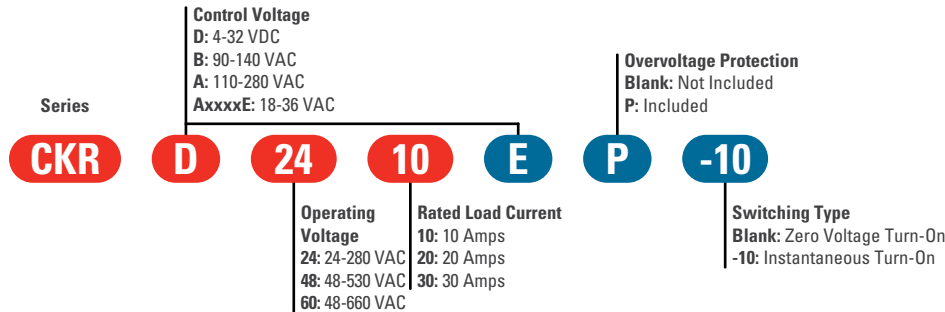 Control Voltage
D: 4-32 VDC
B: 90-140 VAC
A: 110-280 VAC
AxxxxE: 18-36 VAC
Overvoltage Protection
Blank: Not Included
P: Included
Series
CKR D 24 10 E P -10
Operating
Voltage
24: 24-280 VAC
48: 48-530 VAC
60: 48-660 VAC
Rated Load Current
10: 10 Amps
20: 20 Amps
30: 30 Amps
Switching Type
Blank: Zero Voltage Turn-On
-10: Instantaneous Turn-On